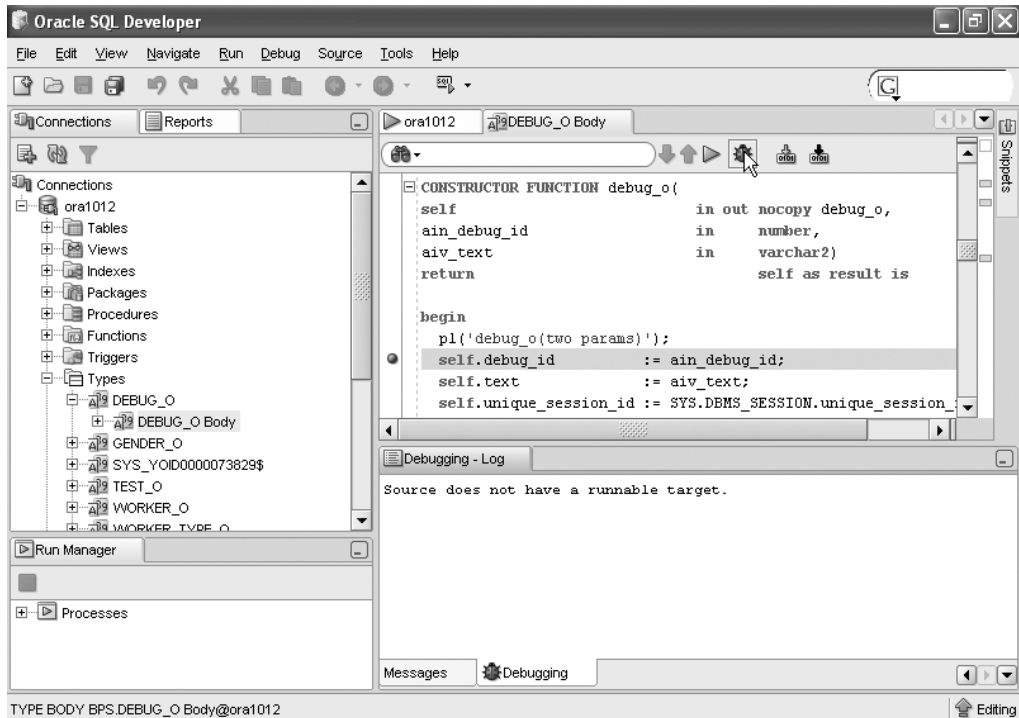 Oracle SQL Developer
File Edit View Navigate Run Debug Source Tools Help
Connections Reports
Connections
ora1012
Tables
Views
Indexes
Packages
Procedures
Functions
Triggers
Types
DEBUG_O
DEBUG_O Body
GENDER_O
SYS_YOID0000073829$
TEST_O
WORKER_O
WORKER_TYPE_O
Run Manager
Processes
ora1012 DEBUG_O Body
CONSTRUCTOR FUNCTION debug_o(
self in out nocopy debug_o,
ain_debug_id in number,
aiv_text in varchar2)
return self as result is
begin
pl('debug_o(two params)');
self.debug_id := ain_debug_id;
self.text := aiv_text;
self.unique_session_id := SYS.DBMS_SESSION.unique_session_
Snippets
Debugging - Log
Source does not have a runnable target.
Messages Debugging
TYPE BODY BPS.DEBUG_O Body@ora1012 Editing